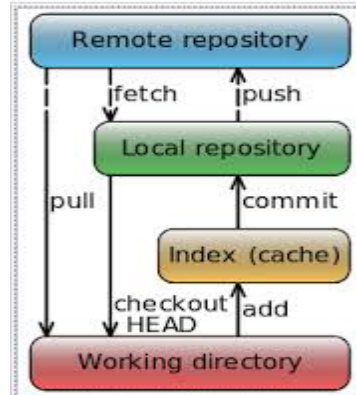 Remote repository
fetch
push
Local repository
pull
commit
Index (cache)
checkout
HEAD
add
Working directory